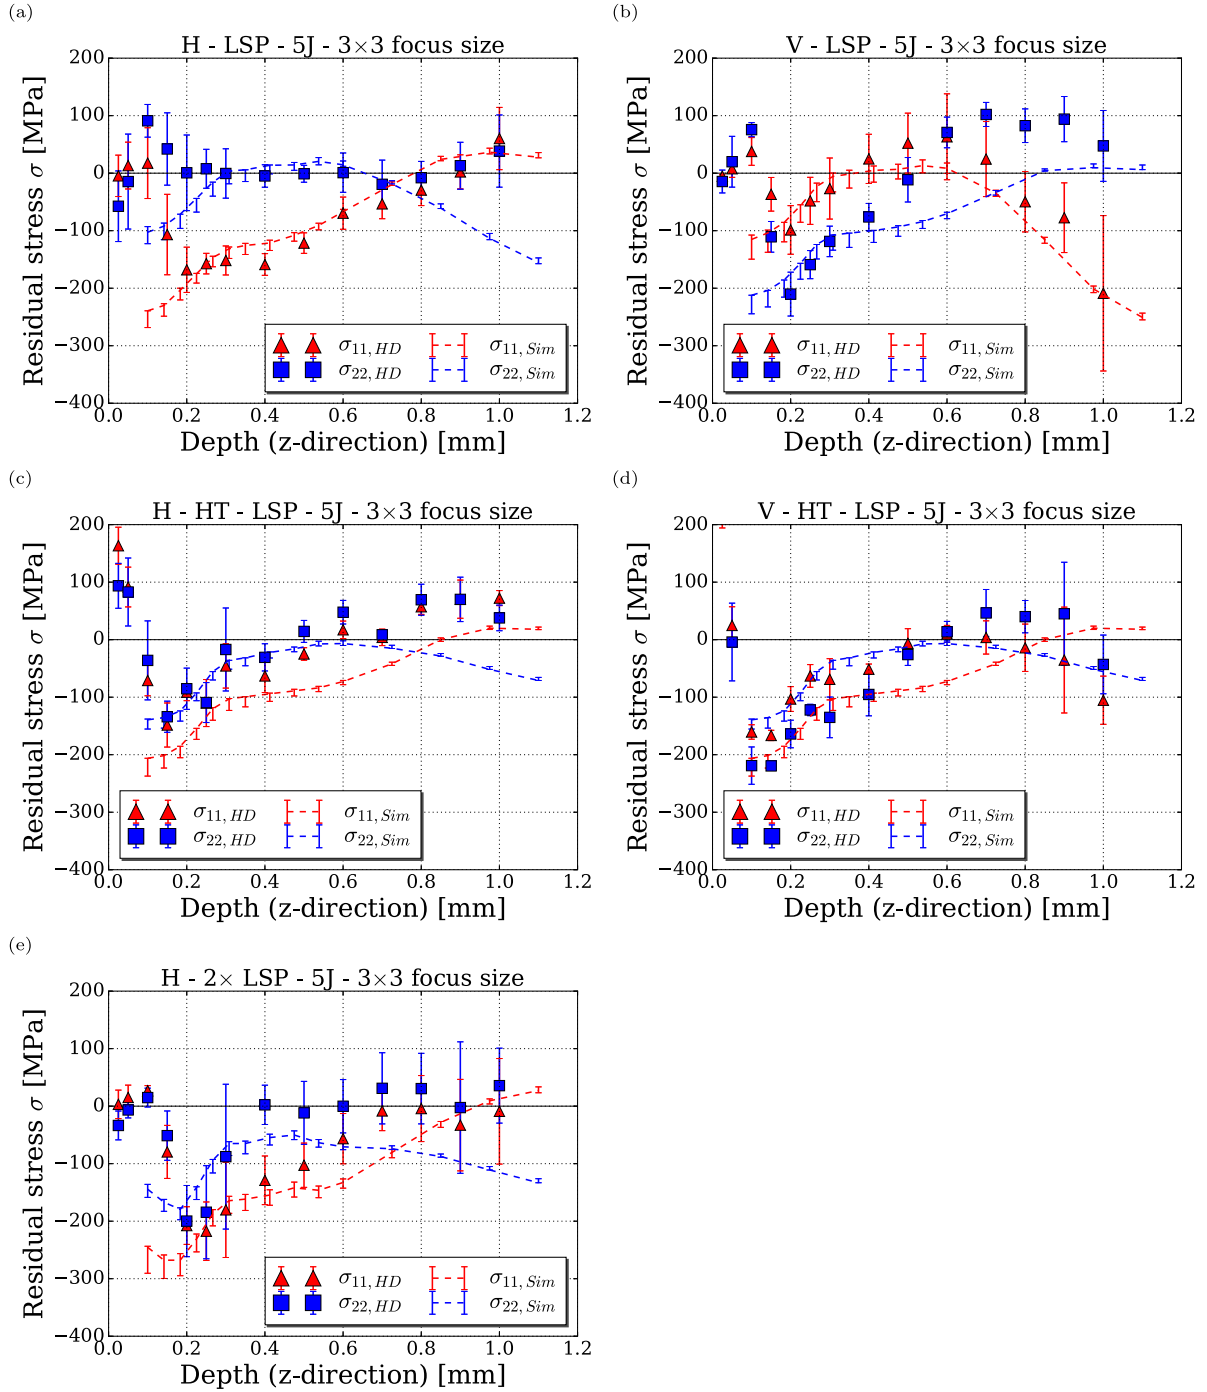 (a)
H - LSP - 5J - 3×3 focus size
200
100
0
−100
−200
−300
−400
0.0 0.2 0.4 0.6 0.8 1.0 1.2
Residual stress σ [MPa]
Depth (z-direction) [mm]
σ11, HD σ11, Sim
σ22, HD σ22, Sim
(b)
V - LSP - 5J - 3×3 focus size
200
100
0
−100
−200
−300
−400
0.0 0.2 0.4 0.6 0.8 1.0 1.2
Residual stress σ [MPa]
Depth (z-direction) [mm]
σ11, HD σ11, Sim
σ22, HD σ22, Sim
(c)
H - HT - LSP - 5J - 3×3 focus size
200
100
0
−100
−200
−300
−400
0.0 0.2 0.4 0.6 0.8 1.0 1.2
Residual stress σ [MPa]
Depth (z-direction) [mm]
σ11, HD σ11, Sim
σ22, HD σ22, Sim
(d)
V - HT - LSP - 5J - 3×3 focus size
200
100
0
−100
−200
−300
−400
0.0 0.2 0.4 0.6 0.8 1.0 1.2
Residual stress σ [MPa]
Depth (z-direction) [mm]
σ11, HD σ11, Sim
σ22, HD σ22, Sim
(e)
H - 2× LSP - 5J - 3×3 focus size
200
100
0
−100
−200
−300
−400
0.0 0.2 0.4 0.6 0.8 1.0 1.2
Residual stress σ [MPa]
Depth (z-direction) [mm]
σ11, HD σ11, Sim
σ22, HD σ22, Sim